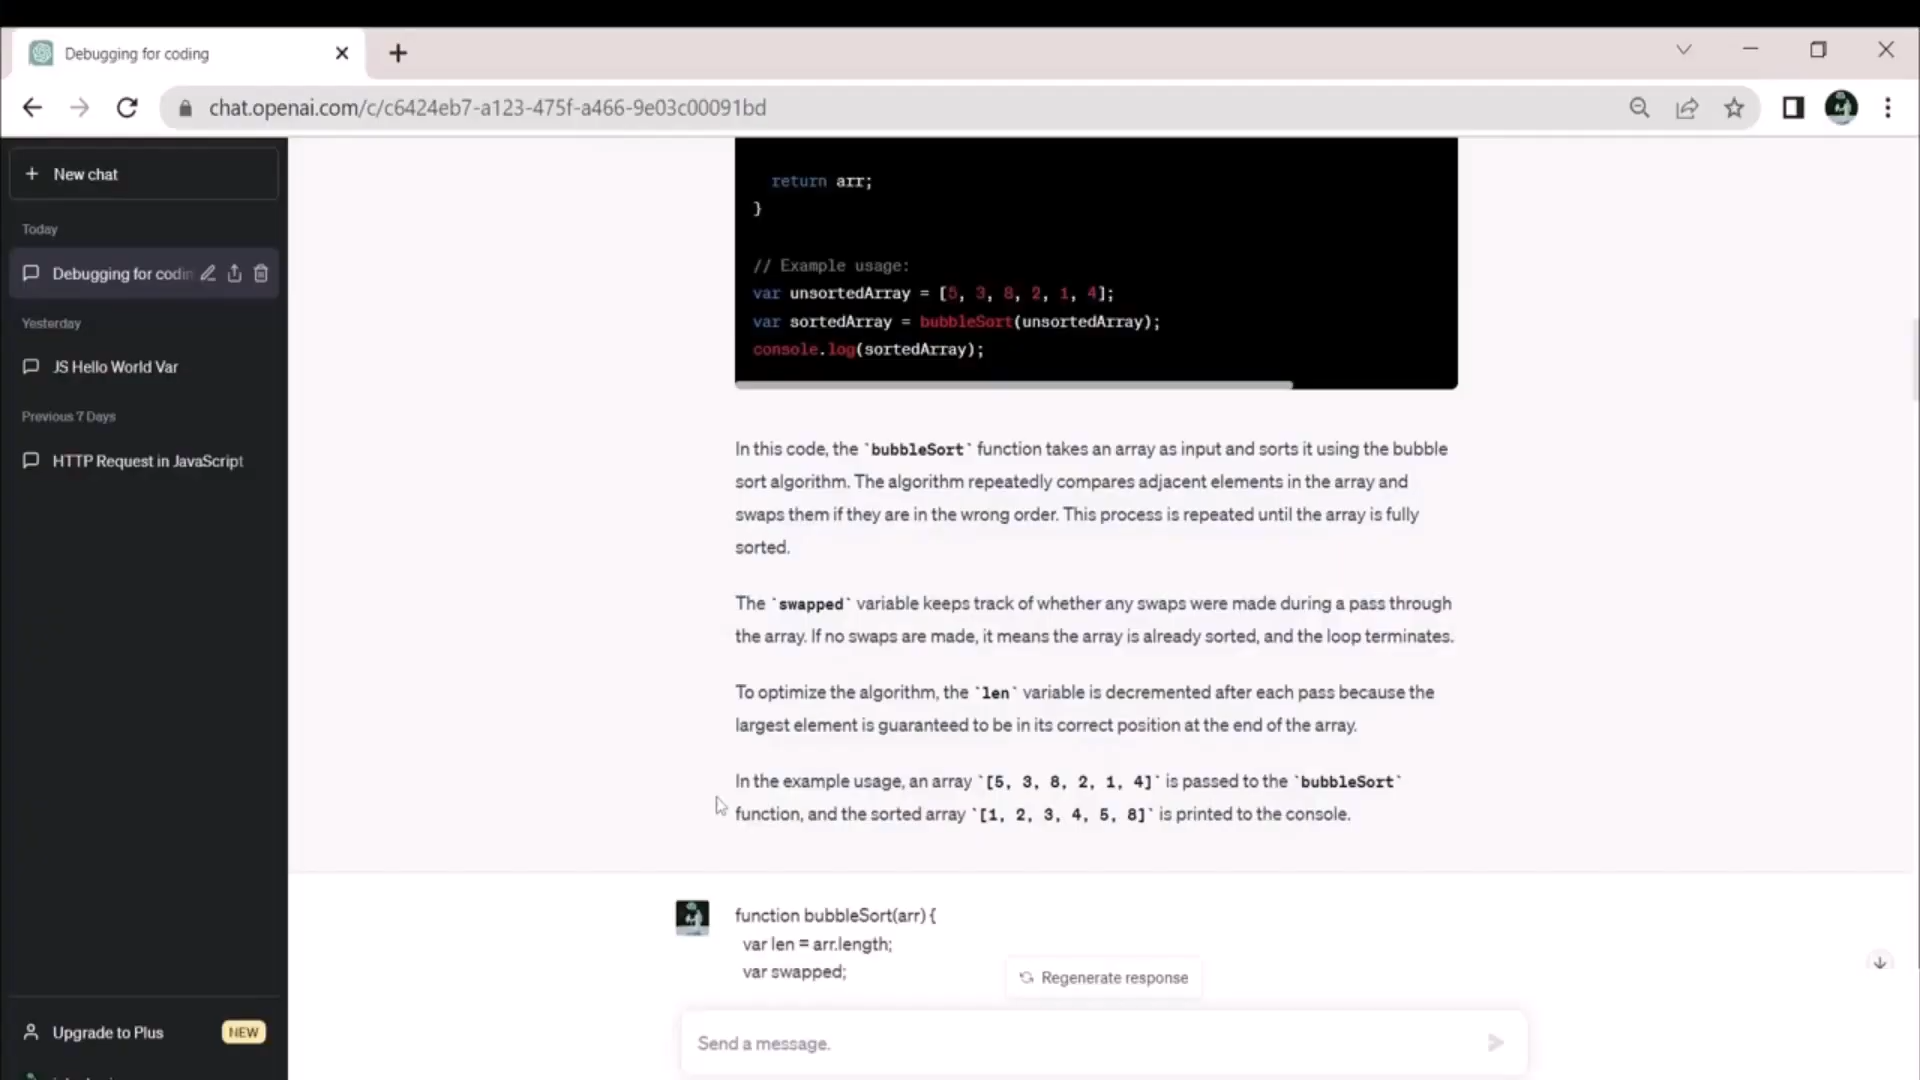 Debugging for coding
chat.openai.com/c/c6424eb7-a123-475f-a466-9e03c00091bd
New chat
Today
Debugging for codin
Yesterday
JS Hello World Var
Previous 7 Days
HTTP Request in JavaScript
Upgrade to Plus NEW
return arr;
}
// Example usage:
var unsortedArray = [5, 3, 8, 2, 1, 4];
var sortedArray = bubbleSort(unsortedArray);
console.log(sortedArray);
In this code, the `bubbleSort` function takes an array as input and sorts it using the bubble
sort algorithm. The algorithm repeatedly compares adjacent elements in the array and
swaps them if they are in the wrong order. This process is repeated until the array is fully
sorted.
The `swapped` variable keeps track of whether any swaps were made during a pass through
the array. If no swaps are made, it means the array is already sorted, and the loop terminates.
To optimize the algorithm, the `len` variable is decremented after each pass because the
largest element is guaranteed to be in its correct position at the end of the array.
In the example usage, an array `[5, 3, 8, 2, 1, 4]` is passed to the `bubbleSort`
function, and the sorted array `[1, 2, 3, 4, 5, 8]` is printed to the console.
function bubbleSort(arr) {
var len = arr.length;
var swapped;
Regenerate response
Send a message.